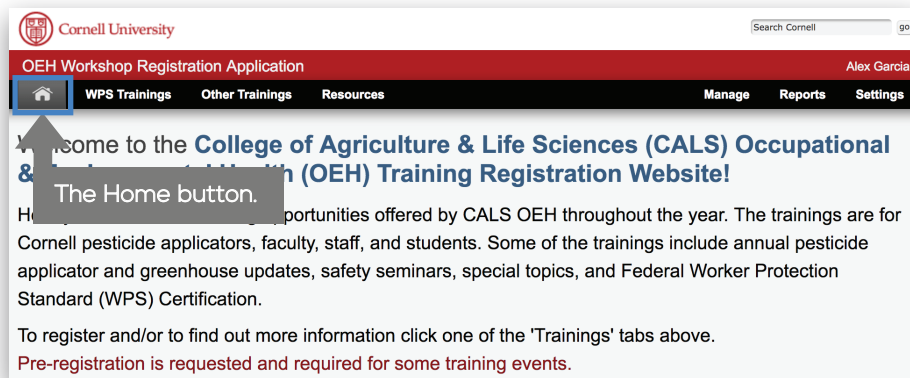 Cornell University
Search Cornell
go
OEH Workshop Registration Application
Alex Garcia
WPS Trainings Other Trainings Resources Manage Reports Settings
come to the College of Agriculture & Life Sciences (CALS) Occupational
& (OEH) Training Registration Website!
The Home button.
opportunities offered by CALS OEH throughout the year. The trainings are for
Cornell pesticide applicators, faculty, staff, and students. Some of the trainings include annual pesticide
applicator and greenhouse updates, safety seminars, special topics, and Federal Worker Protection
Standard (WPS) Certification.
To register and/or to find out more information click one of the 'Trainings' tabs above.
Pre-registration is requested and required for some training events.